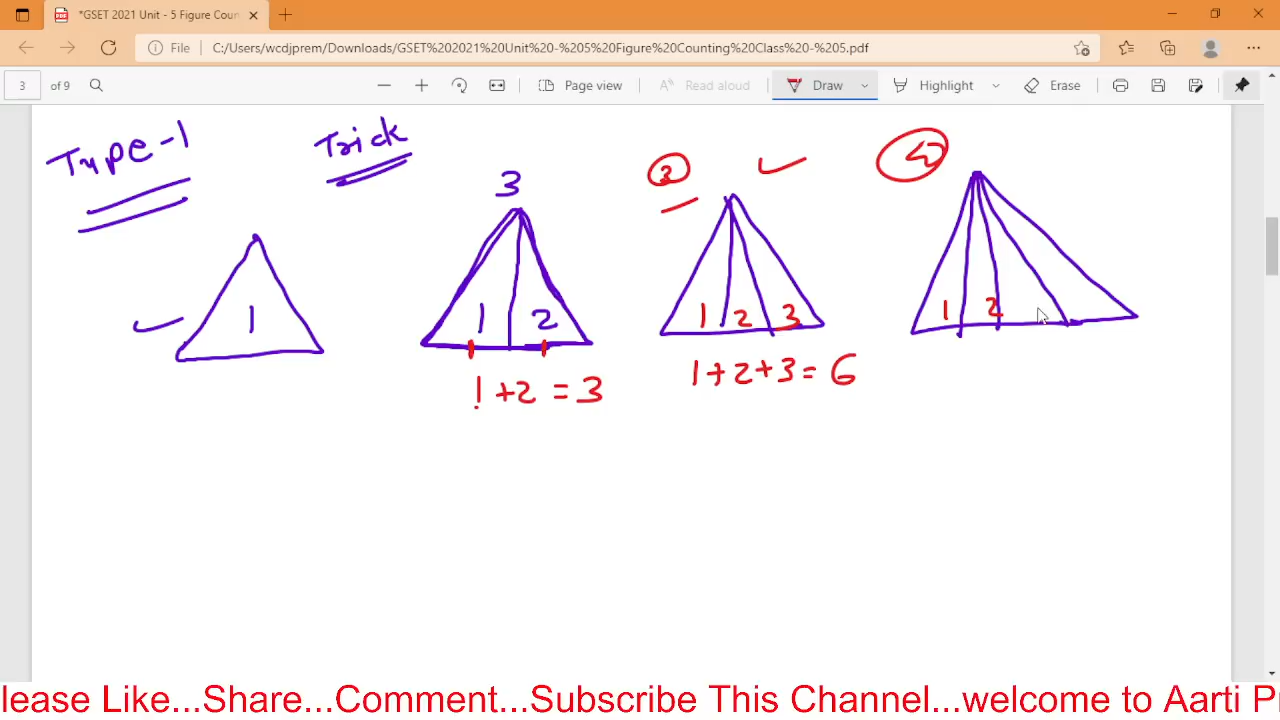 *GSET 2021 Unit - 5 Figure Coun
File
C:/Users/wcdjprem/Downloads/GSET%202021%20Unit%20-%205%20Figure%20Counting%20Class%20-%205.pdf
3 of 9
Page view
Read aloud
Draw
Highlight
Erase
Type-1
Trick
1
3
1 2
1+2=3
3
1 2 3
1+2+3=6
1 2
lease Like...Share...Comment...Subscribe This Channel...welcome to Aarti P